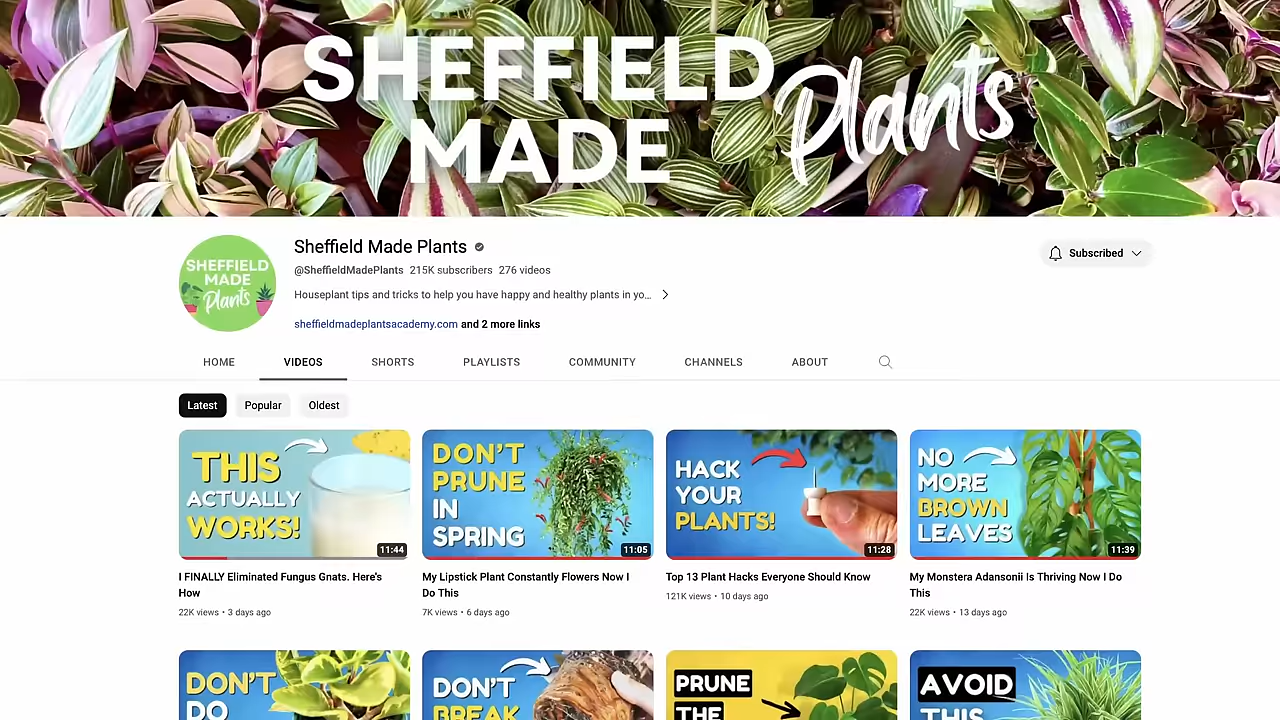 SHEFFIELD
MADE
Plants
SHEFFIELD
MADE
Plants
Sheffield Made Plants
@SheffieldMadePlants 215K subscribers 276 videos
Houseplant tips and tricks to help you have happy and healthy plants in yo...
sheffieldmadeplantsacademy.com and 2 more links
Subscribed
HOME VIDEOS SHORTS PLAYLISTS COMMUNITY CHANNELS ABOUT
Latest Popular Oldest
THIS
ACTUALLY
WORKS!
11:44
DON'T
PRUNE
IN
SPRING
11:05
HACK
YOUR
PLANTS!
11:28
NO
MORE
BROWN
LEAVES
11:39
I FINALLY Eliminated Fungus Gnats. Here's
How
22K views • 3 days ago
My Lipstick Plant Constantly Flowers Now I
Do This
7K views • 6 days ago
Top 13 Plant Hacks Everyone Should Know
121K views • 10 days ago
My Monstera Adansonii Is Thriving Now I Do
This
22K views • 13 days ago
DON'T
DO
DON'T
BREAK
PRUNE
THE
AVOID
THIS